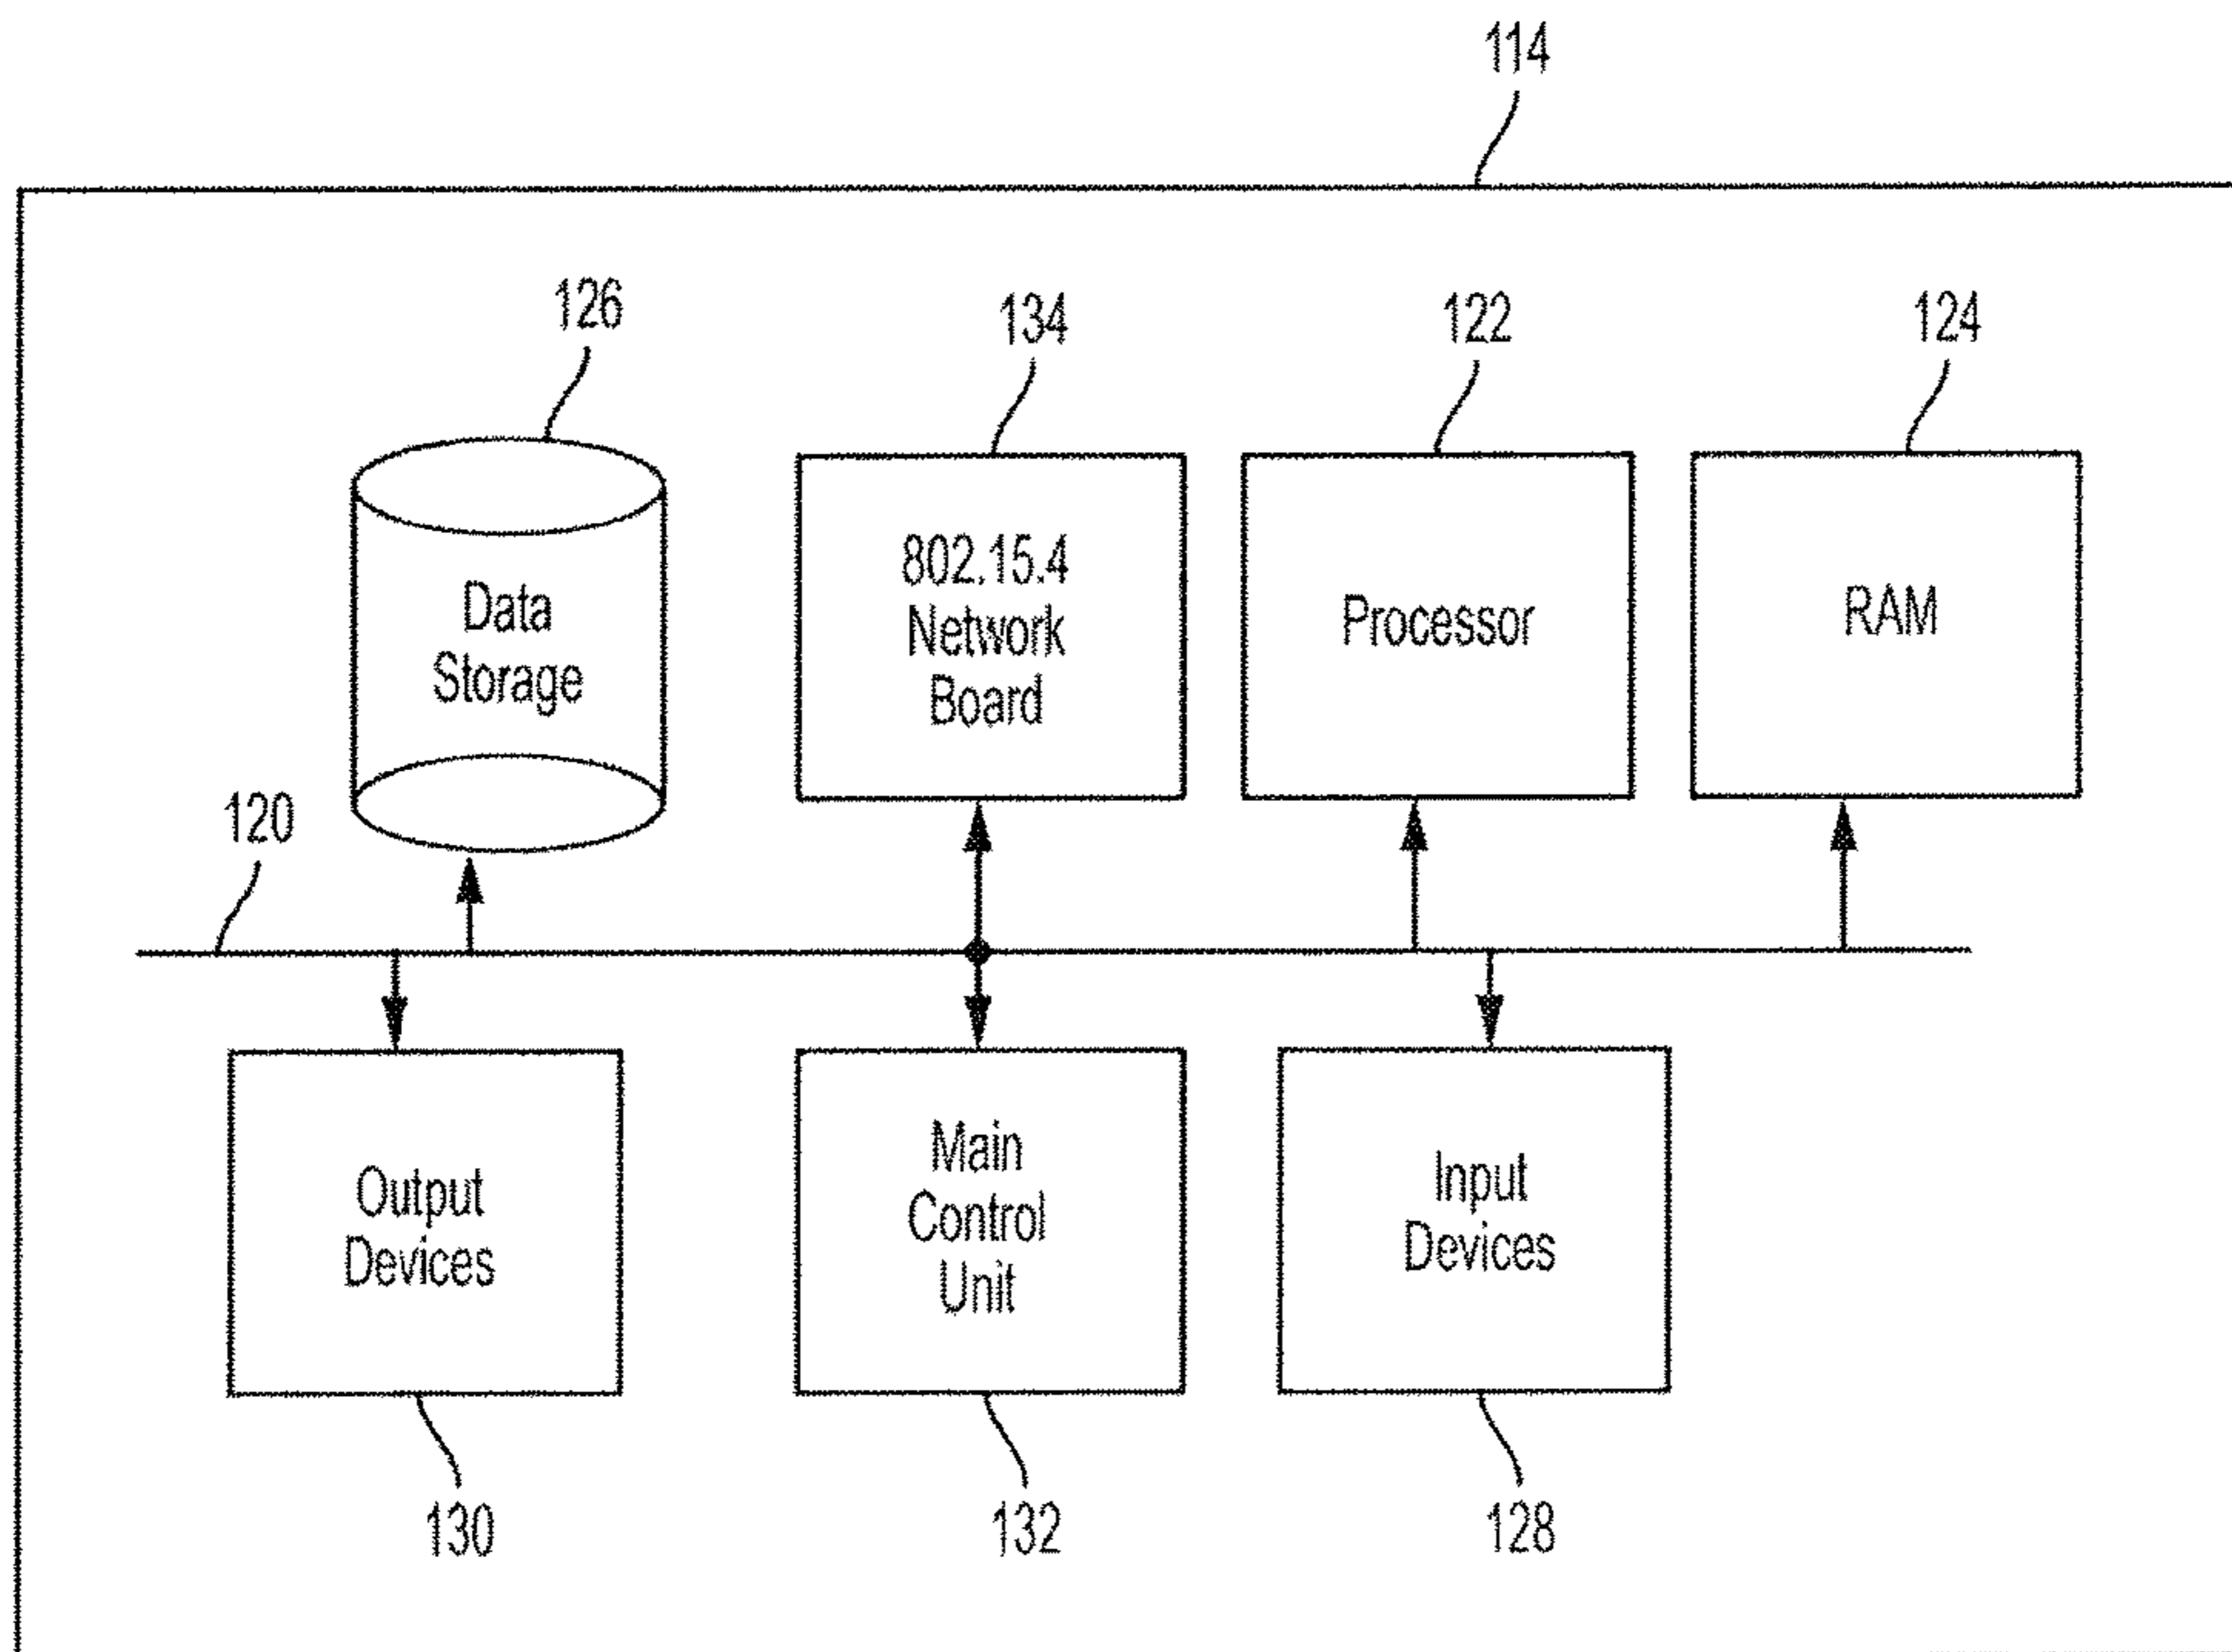 114
126
134
122
124
Data
Storage
802.15.4
Network
Board
Processor
RAM
120
Output
Devices
Main
Control
Unit
Input
Devices
130
132
128